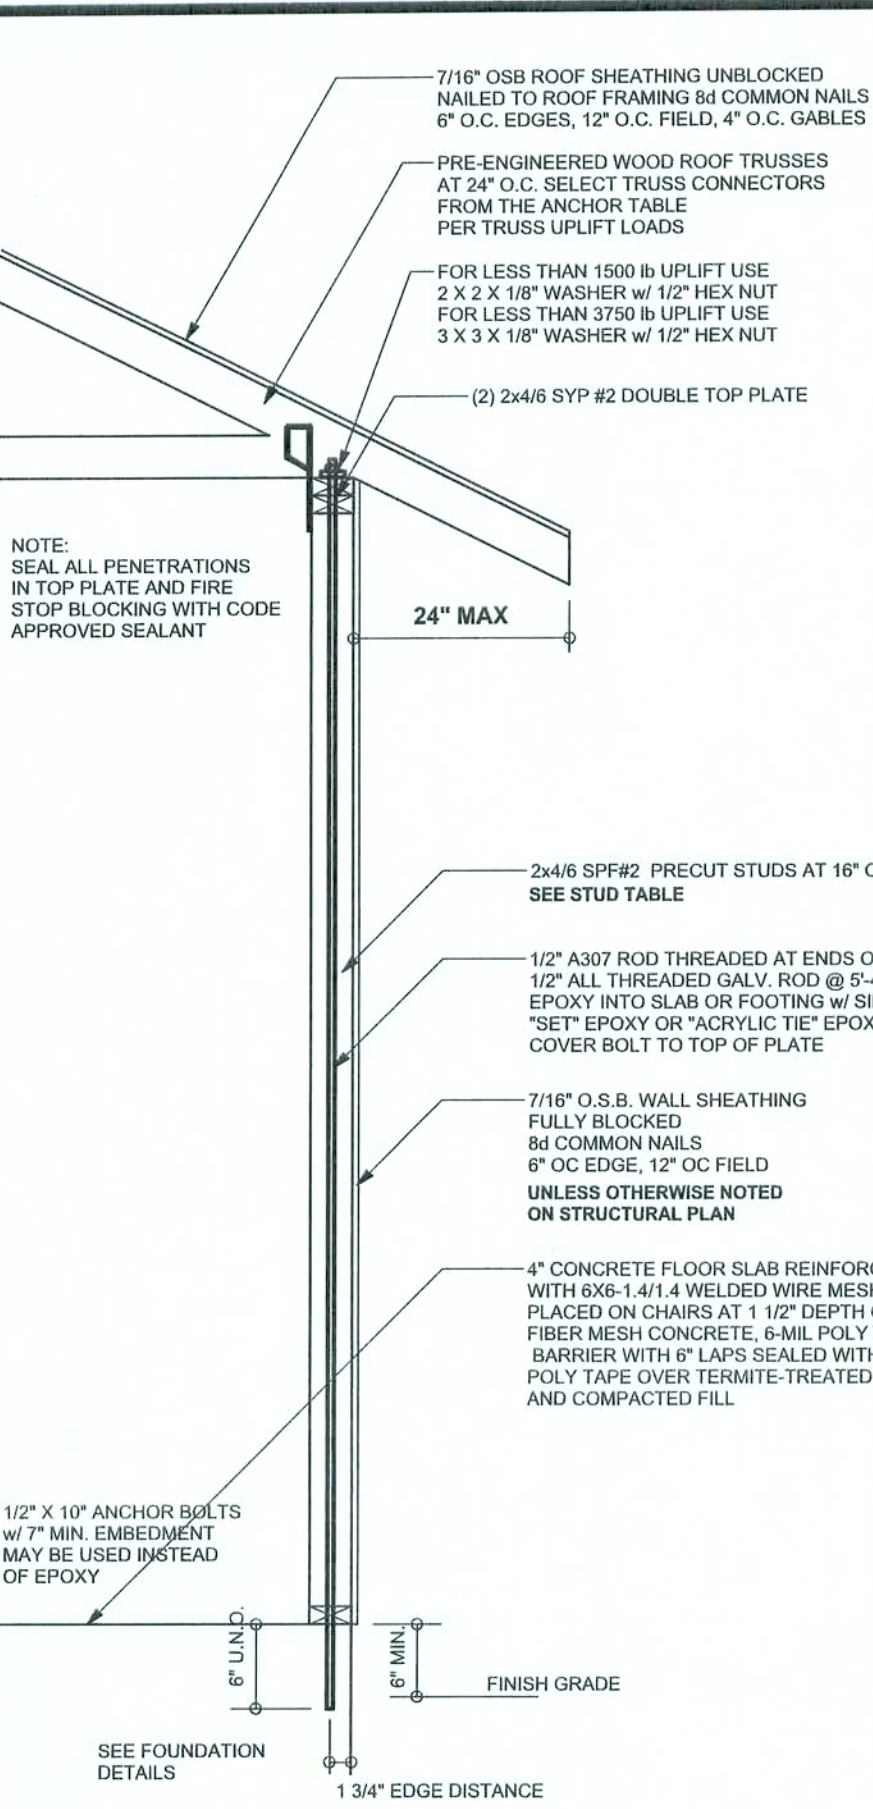 7/16" OSB ROOF SHEATHING UNBLOCKED
NAILED TO ROOF FRAMING 8d COMMON NAILS
6" O.C. EDGES, 12" O.C. FIELD, 4" O.C. GABLES
PRE-ENGINEERED WOOD ROOF TRUSSES
AT 24" O.C. SELECT TRUSS CONNECTORS
FROM THE ANCHOR TABLE
PER TRUSS UPLIFT LOADS
FOR LESS THAN 1500 lb UPLIFT USE
2 X 2 X 1/8" WASHER w/ 1/2" HEX NUT
FOR LESS THAN 3750 lb UPLIFT USE
3 X 3 X 1/8" WASHER w/ 1/2" HEX NUT
(2) 2x4/6 SYP #2 DOUBLE TOP PLATE
NOTE:
SEAL ALL PENETRATIONS
IN TOP PLATE AND FIRE
STOP BLOCKING WITH CODE
APPROVED SEALANT
24" MAX
2x4/6 SPF#2 PRECUT STUDS AT 16"
SEE STUD TABLE
1/2" A307 ROD THREADED AT ENDS
1/2" ALL THREADED GALV. ROD @ 5'-
EPOXY INTO SLAB OR FOOTING w/
"SET" EPOXY OR "ACRYLIC TIE"
COVER BOLT TO TOP OF PLATE
7/16" O.S.B. WALL SHEATHING
FULLY BLOCKED
8d COMMON NAILS
6" OC EDGE, 12" OC FIELD
UNLESS OTHERWISE NOTED
ON STRUCTURAL PLAN
4" CONCRETE FLOOR SLAB
WITH 6X6-1.4/1.4 WELDED WIRE
PLACED ON CHAIRS AT 1 1/2" DEPTH
FIBER MESH CONCRETE, 6-MIL POLY
BARRIER WITH 6" LAPS SEALED WITH
POLY TAPE OVER TERMITE-TREATED
AND COMPACTED FILL
1/2" X 10" ANCHOR BOLTS
w/ 7" MIN. EMBEDMENT
MAY BE USED INSTEAD
OF EPOXY
6" U.N.O.
6" MIN.
FINISH GRADE
SEE FOUNDATION
DETAILS
1 3/4" EDGE DISTANCE